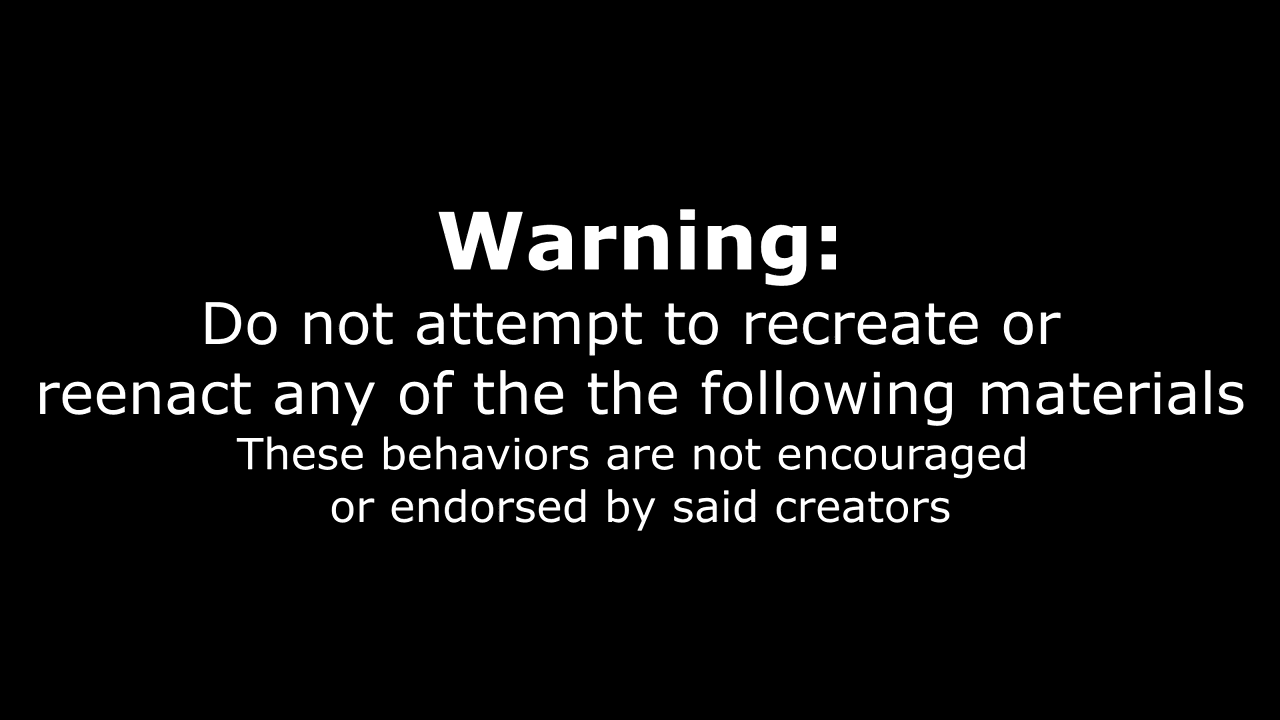 Warning:
Do not attempt to recreate or
reenact any of the the following materials
These behaviors are not encouraged
or endorsed by said creators